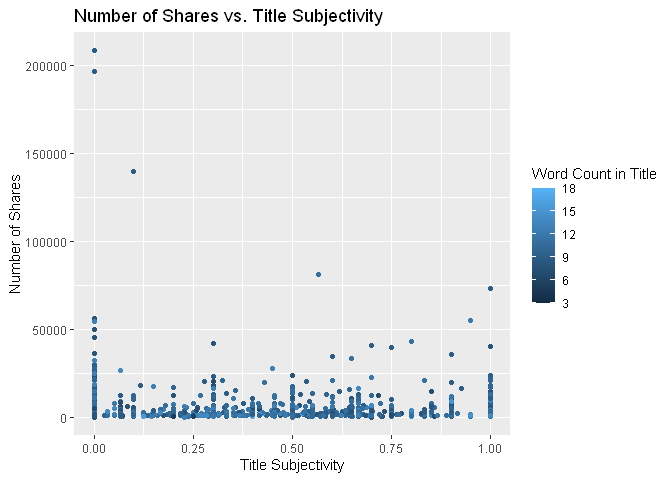 Number of Shares vs. Title Subjectivity
200000
150000
100000
50000
0
Number of Shares
0.00 0.25 0.50 0.75 1.00
Title Subjectivity
Word Count in Title
18
15
12
9
6
3